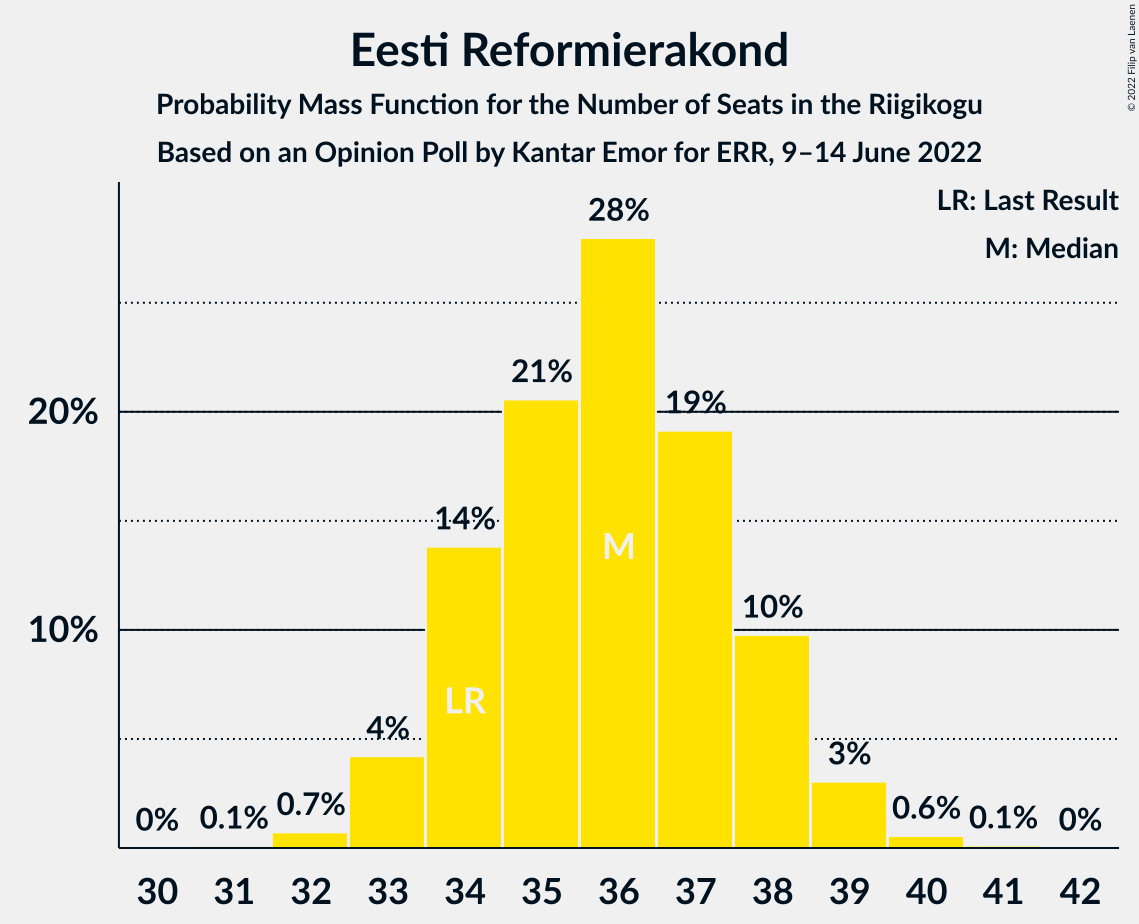 Eesti Reformierakond
Probability Mass Function for the Number of Seats in the Riigikogu
Based on an Opinion Poll by Kantar Emor for ERR, 9–14 June 2022
© 2022 Filip van Laenen
LR: Last Result
M: Median
28%
21%
20%
19%
14%
M
10%
10%
LR
4%
3%
0%
0.1%
0.7%
0.6%
0.1%
0%
30 31 32 33 34 35 36 37 38 39 40 41 42